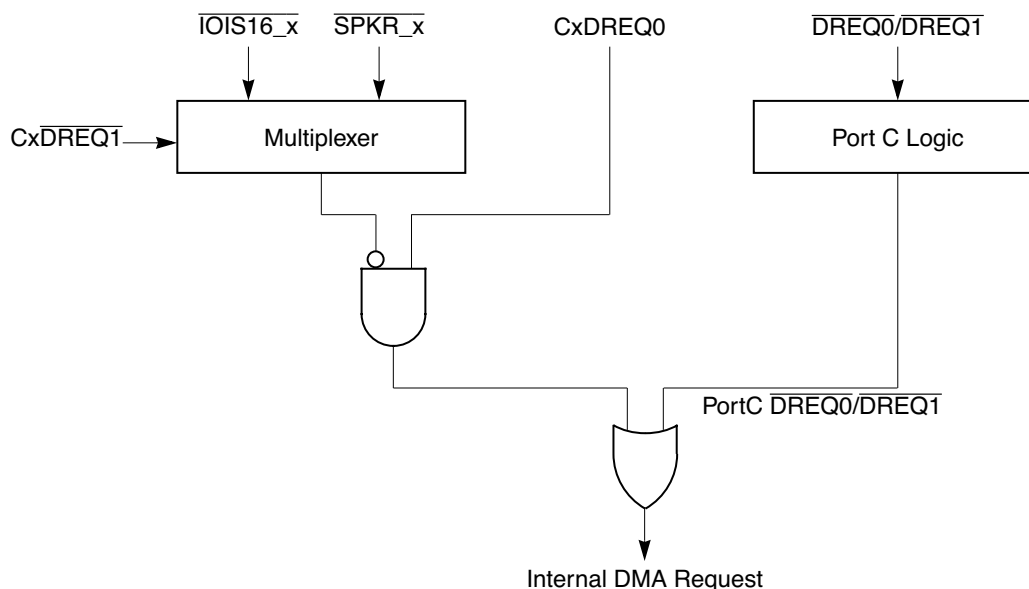 IOIS16_x SPKR_x CxDREQ0 DREQ0/DREQ1
CxDREQ1 Multiplexer Port C Logic
PortC DREQ0/DREQ1
Internal DMA Request